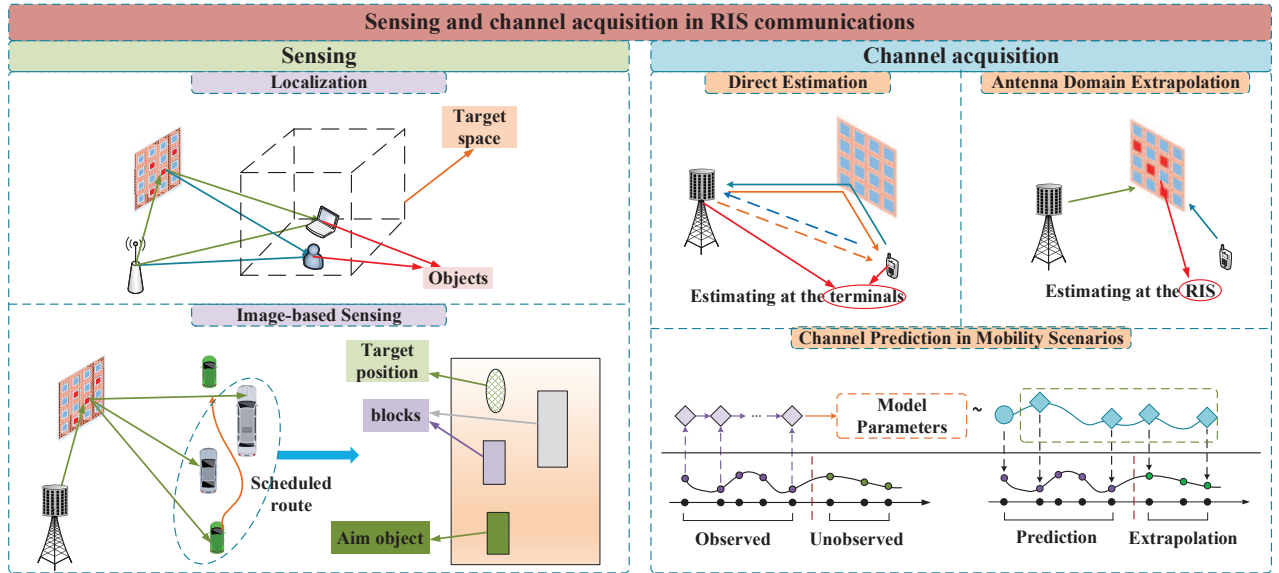 Sensing and channel acquisition in RIS communications
Sensing
Localization
Target
space
Objects
Image-based Sensing
Scheduled
route
Target
position
blocks
Aim object
Channel acquisition
Direct Estimation
Estimating at the terminals
Antenna Domain Extrapolation
Estimating at the RIS
Channel Prediction in Mobility Scenarios
...
Model
Parameters
~
Observed
Unobserved
Prediction
Extrapolation